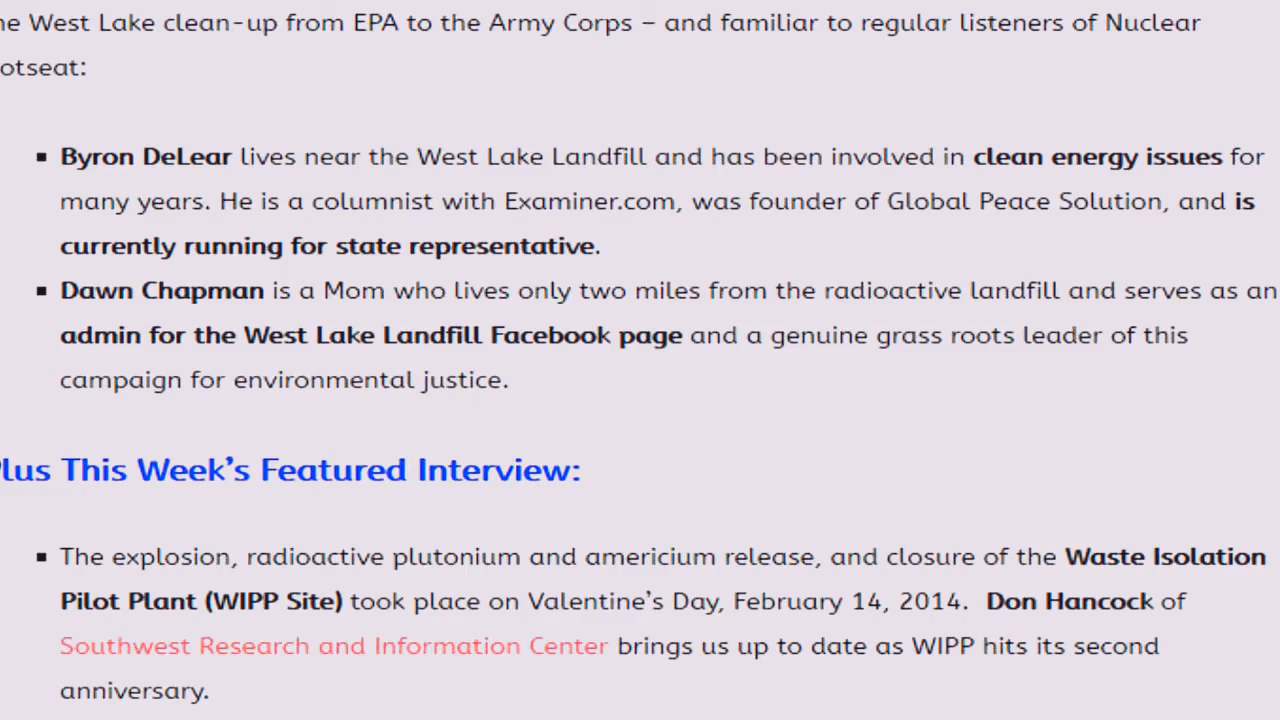 he West Lake clean-up from EPA to the Army Corps – and familiar to regular listeners of Nuclear
otseat:
▪ Byron DeLear lives near the West Lake Landfill and has been involved in clean energy issues for
many years. He is a columnist with Examiner.com, was founder of Global Peace Solution, and is
currently running for state representative.
▪ Dawn Chapman is a Mom who lives only two miles from the radioactive landfill and serves as an
admin for the West Lake Landfill Facebook page and a genuine grass roots leader of this
campaign for environmental justice.
lus This Week’s Featured Interview:
▪ The explosion, radioactive plutonium and americium release, and closure of the Waste Isolation
Pilot Plant (WIPP Site) took place on Valentine’s Day, February 14, 2014.  Don Hancock of
Southwest Research and Information Center brings us up to date as WIPP hits its second
anniversary.